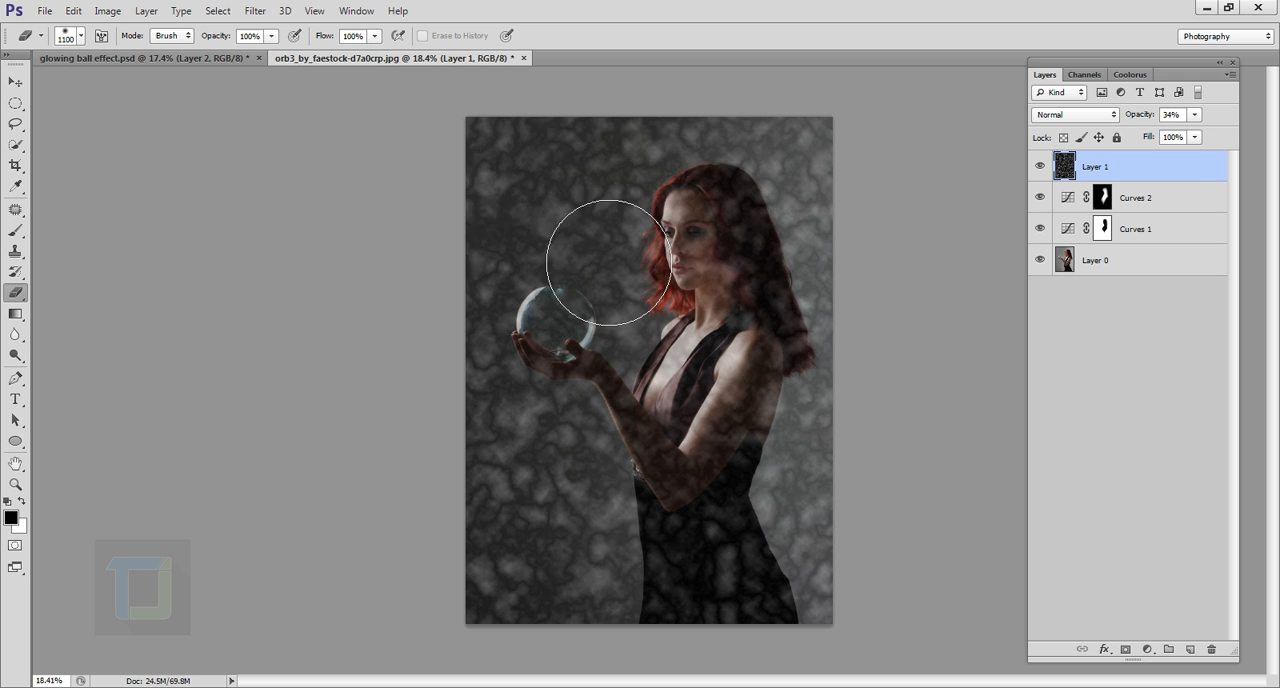 Ps File Edit Image Layer Type Select Filter 3D View Window Help
1100 Mode: Brush Opacity: 100% Flow: 100% Erase to History Photography
glowing ball effect.psd @ 17.4% (Layer 2, RGB/8) * × orb3_by_faestock-d7a0crp.jpg @ 18.4% (Layer 1, RGB/8) * ×
Layers Channels Coolorus
Kind
Normal Opacity: 34%
Lock: Fill: 100%
Layer 1
Curves 2
Curves 1
Layer 0
fx
18.41% Doc: 24.5M/69.8M